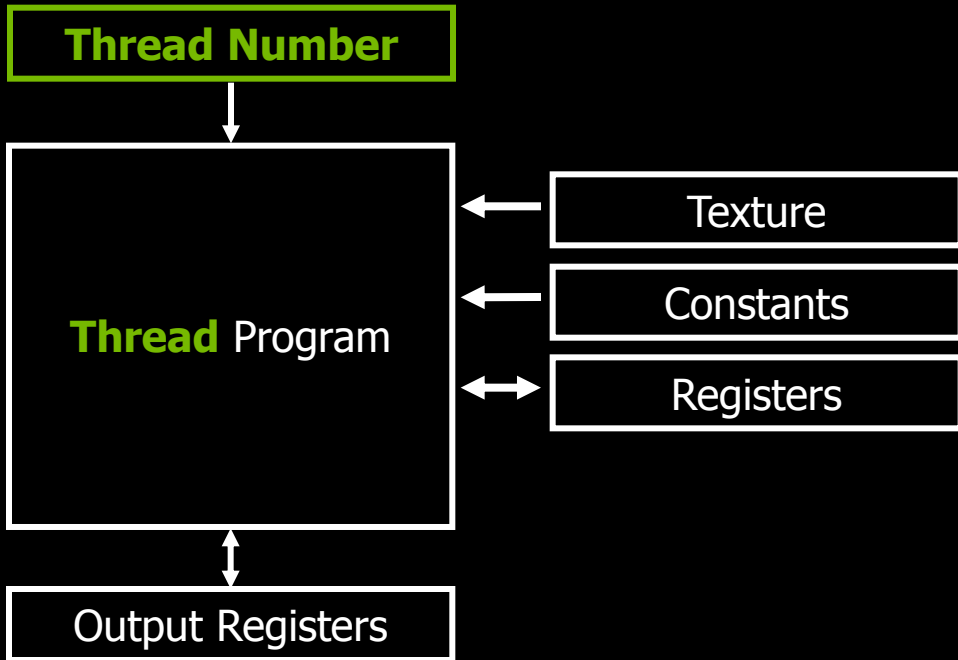 Thread Number
Texture
Constants
Thread Program
Registers
Output Registers